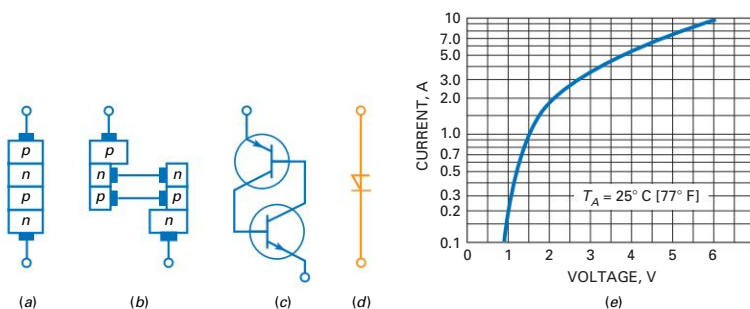 p
n
p
n
(a)
p
n
p
n
p
n
(b)
(c)
(d)
CURRENT, A
10
7.0
5.0
3.0
2.0
1.0
0.7
0.5
0.3
0.2
0.1
T_A = 25° C [77° F]
0 1 2 3 4 5 6
VOLTAGE, V
(e)